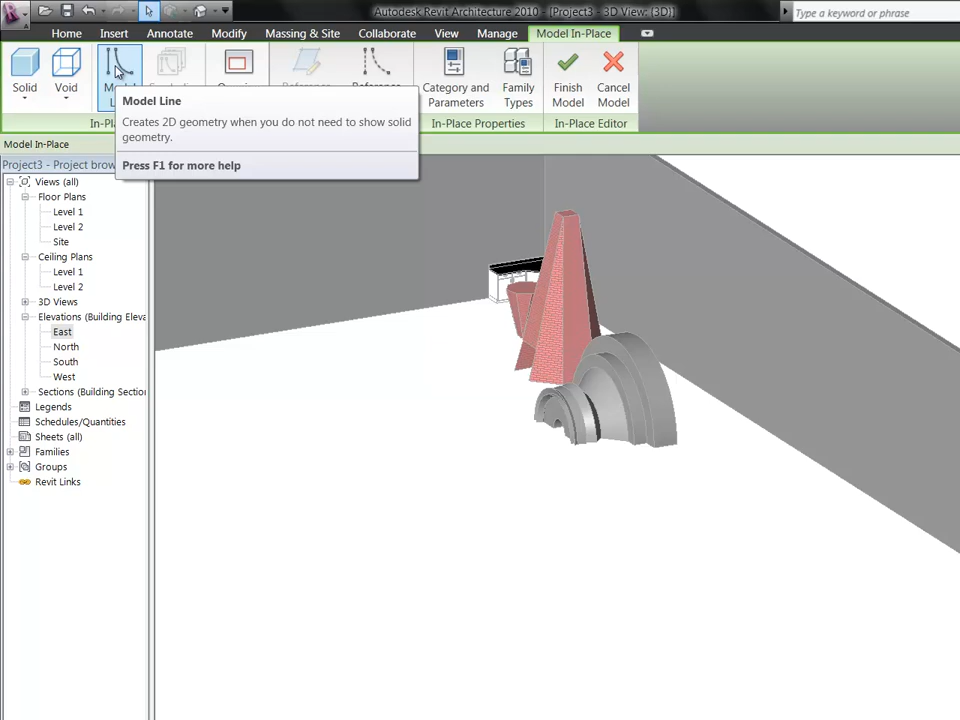 Autodesk Revit Architecture 2010 - [Project3 - 3D View: {3D}]
Type a keyword or phrase
Home Insert Annotate Modify Massing & Site Collaborate View Manage Model In-Place
Solid Void
Category and Parameters
Family Types
Finish Model
Cancel Model
In-Place Properties In-Place Editor
Model Line
Creates 2D geometry when you do not need to show solid
geometry.
Press F1 for more help
Model In-Place
Project3 - Project brow
Views (all)
Floor Plans
Level 1
Level 2
Site
Ceiling Plans
Level 1
Level 2
3D Views
Elevations (Building Eleva
East
North
South
West
Sections (Building Section
Legends
Schedules/Quantities
Sheets (all)
Families
Groups
Revit Links